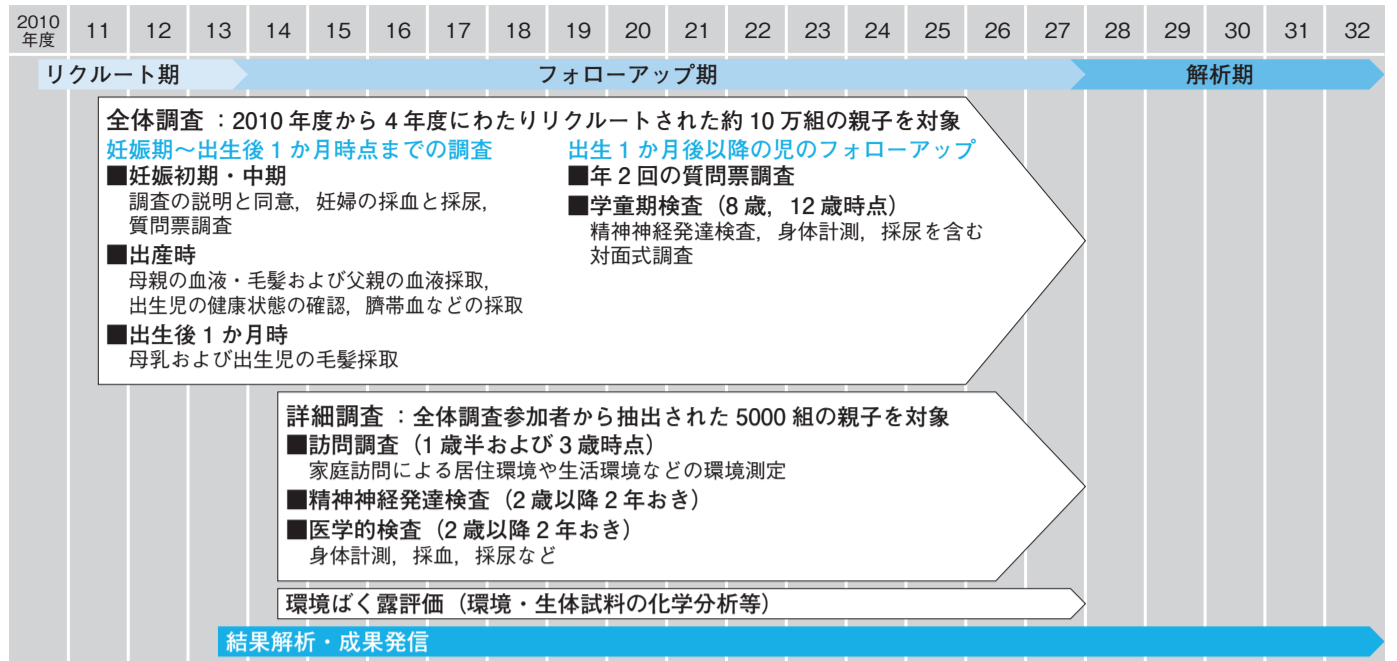 2010年度 11 12 13 14 15 16 17 18 19 20 21 22 23 24 25 26 27 28 29 30 31 32
リクルート期 フォローアップ期 解析期
全体調査：2010年度から4年度にわたりリクルートされた約10万組の親子を対象
妊娠期～出生後1か月時点までの調査
■妊娠初期・中期
調査の説明と同意，妊婦の採血と採尿，
質問票調査
■出産時
母親の血液・毛髪および父親の血液採取，
出生児の健康状態の確認，臍帯血などの採取
■出生後1か月時
母乳および出生児の毛髪採取
出生1か月後以降の児のフォローアップ
■年2回の質問票調査
■学童期検査（8歳，12歳時点）
精神神経発達検査，身体計測，採尿を含む
対面式調査
詳細調査：全体調査参加者から抽出された5000組の親子を対象
■訪問調査（1歳半および3歳時点）
家庭訪問による居住環境や生活環境などの環境測定
■精神神経発達検査（2歳以降2年おき）
■医学的検査（2歳以降2年おき）
身体計測，採血，採尿など
環境ばく露評価（環境・生体試料の化学分析等）
結果解析・成果発信